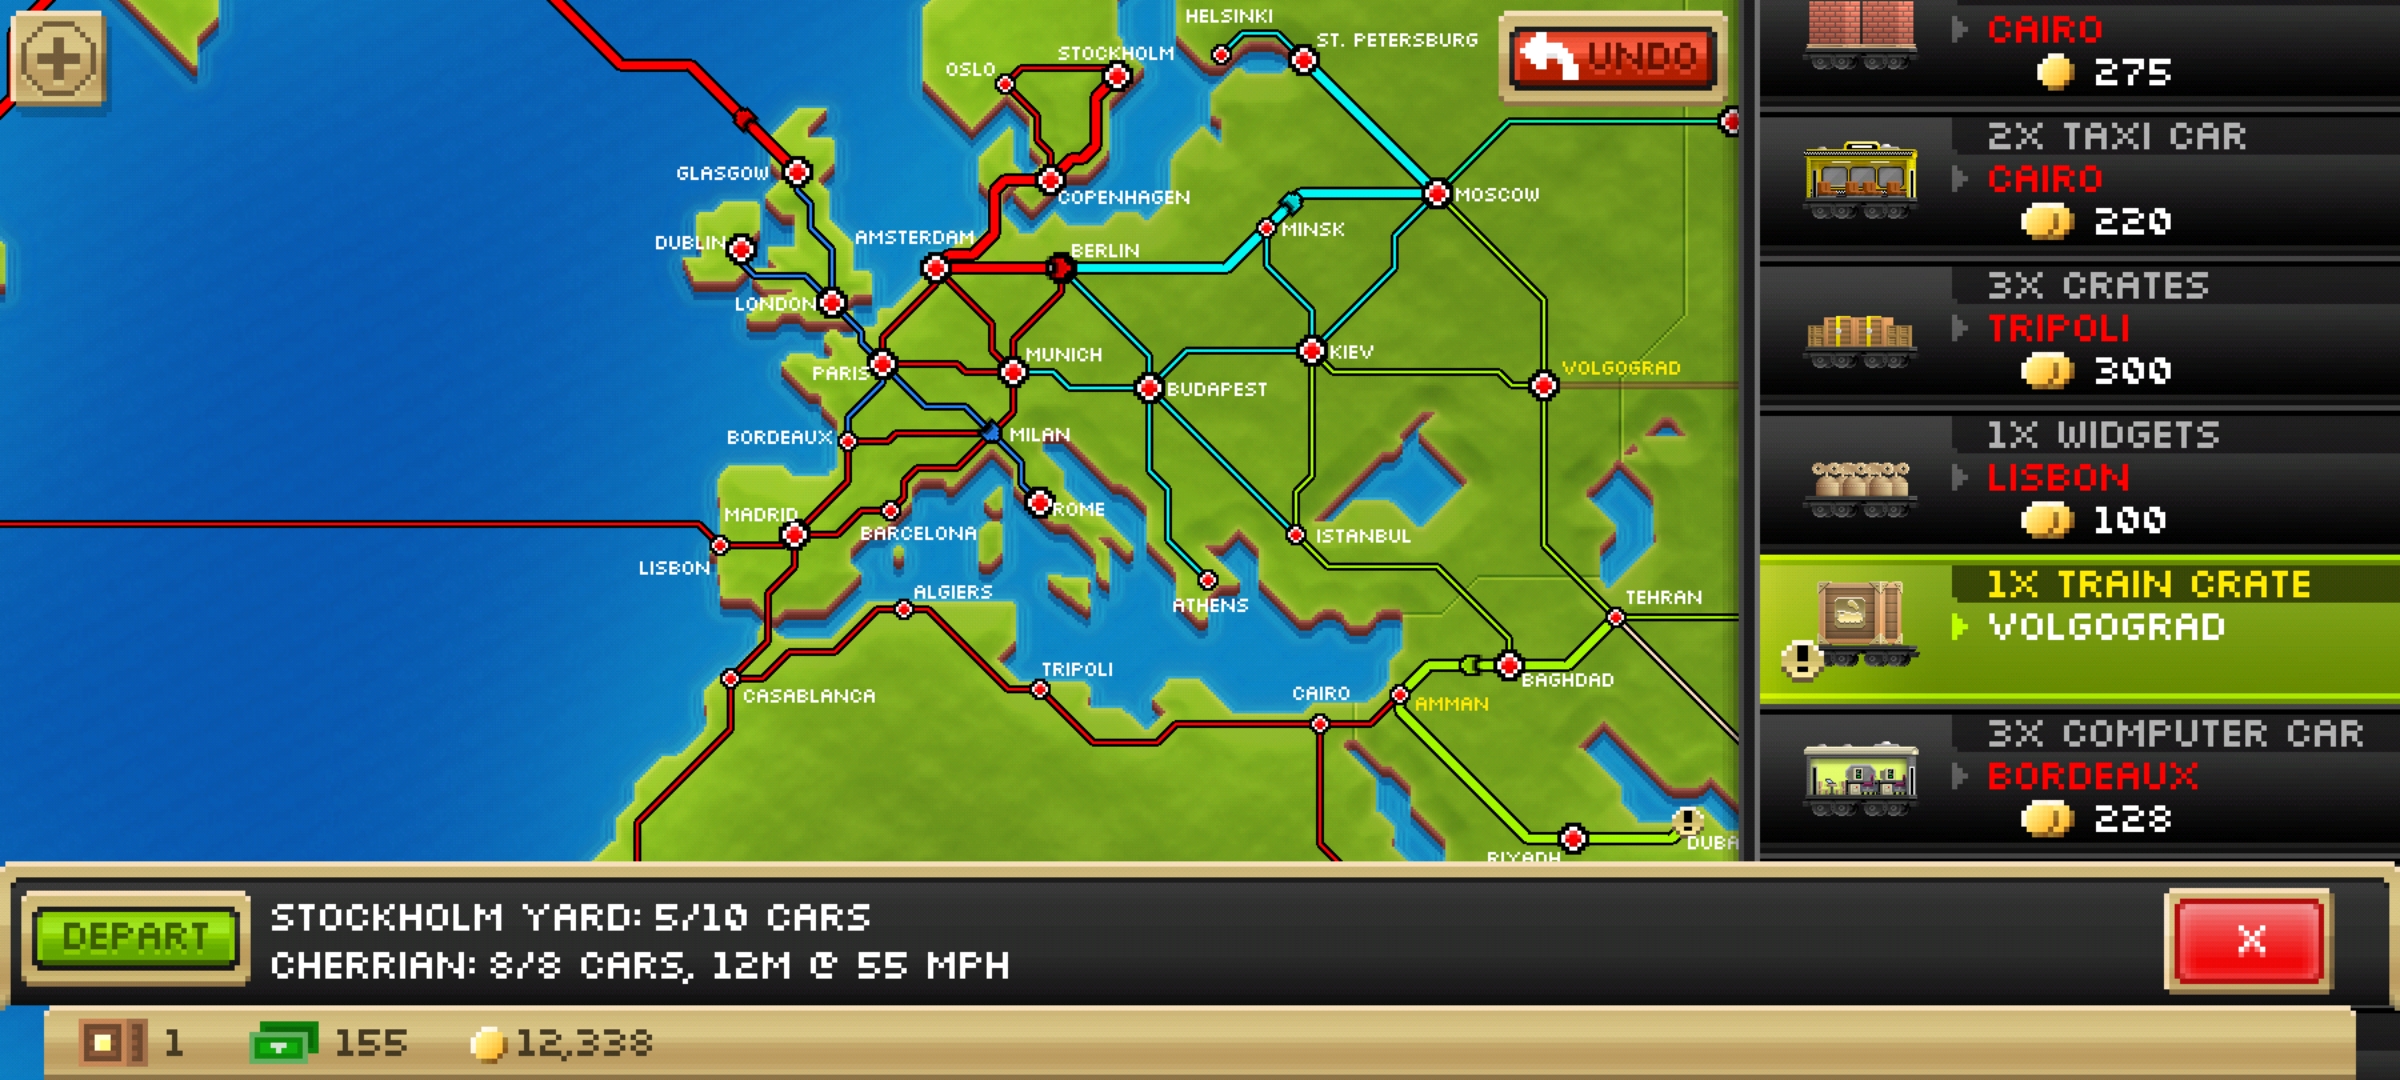 HELSINKI
ST. PETERSBURG
UNDO
STOCKHOLM
OSLO
GLASGOW
COPENHAGEN
MOSCOW
DUBLIN
AMSTERDAM
BERLIN
MINSK
LONDON
PARIS
MUNICH
KIEV
BUDAPEST
VOLGOGRAD
BORDEAUX
MILAN
MADRID
ROME
BARCELONA
ISTANBUL
LISBON
ALGIERS
ATHENS
TEHRAN
CASABLANCA
TRIPOLI
CAIRO
AMMAN
BAGHDAD
RIYADH
DUBA
CAIRO
275
2X TAXI CAR
CAIRO
220
3X CRATES
TRIPOLI
300
1X WIDGETS
LISBON
100
1X TRAIN CRATE
VOLGOGRAD
3X COMPUTER CAR
BORDEAUX
228
DEPART
STOCKHOLM YARD: 5/10 CARS
CHERRIAN: 8/8 CARS, 12M @ 55 MPH
X
1
155
12,338